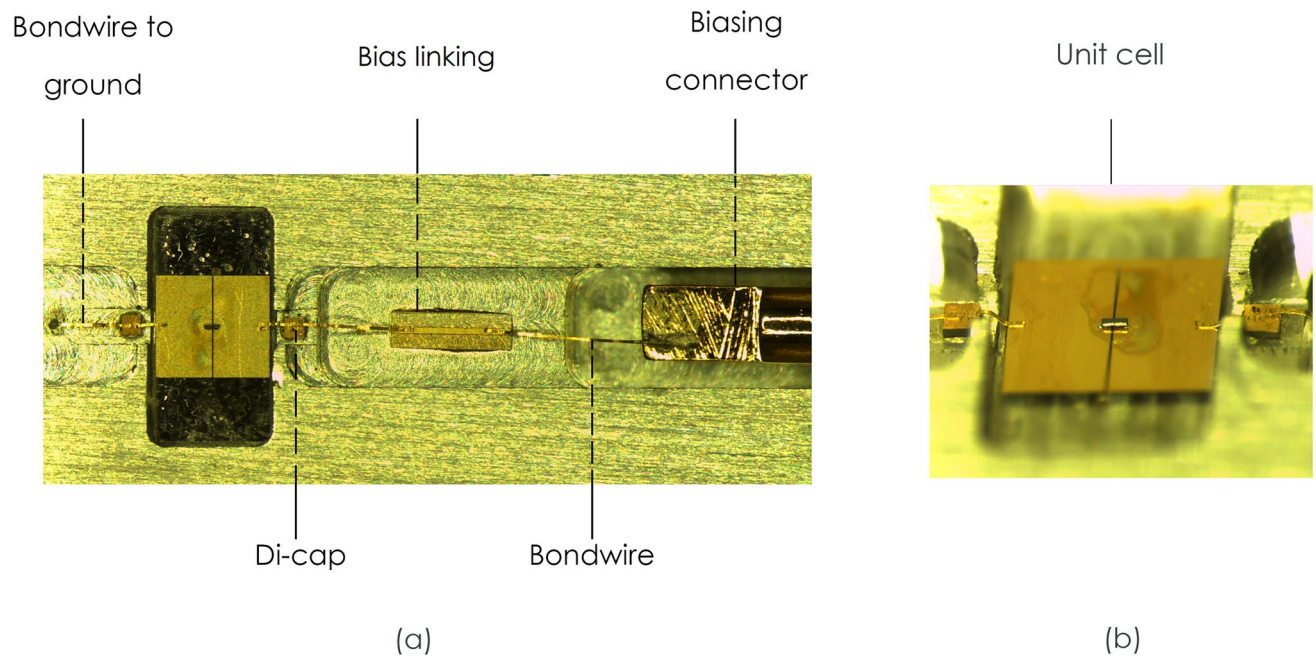 Bondwire to
ground
Bias linking
Biasing
connector
Unit cell
Di-cap
Bondwire
(a)
(b)